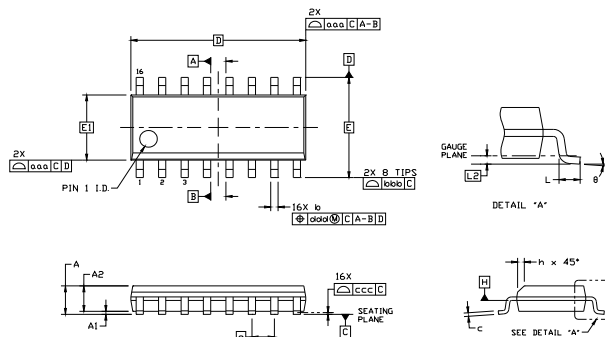 2X
⌓ aaa C A-B
D
A
D
16
E1
E
2X
⌓ aaa C D
PIN 1 I.D.
1 2 3
B
2X 8 TIPS
⌓ bbb C
16X b
⌖ ddd Ⓜ C A-B D
GAUGE
PLANE
L2
L
θ
DETAIL "A"
A
A2
A1
16X
⌓ ccc C
SEATING
PLANE
C
h x 45°
H
c
SEE DETAIL "A"